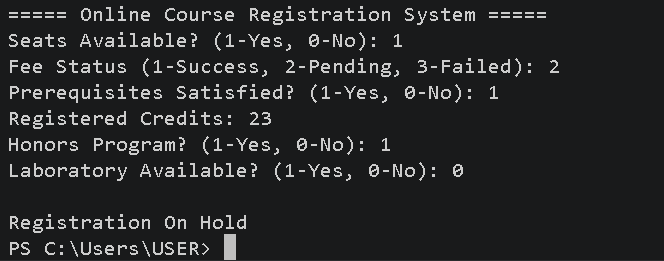 ===== Online Course Registration System =====
Seats Available? (1-Yes, 0-No): 1
Fee Status (1-Success, 2-Pending, 3-Failed): 2
Prerequisites Satisfied? (1-Yes, 0-No): 1
Registered Credits: 23
Honors Program? (1-Yes, 0-No): 1
Laboratory Available? (1-Yes, 0-No): 0
Registration On Hold
PS C:\Users\USER>